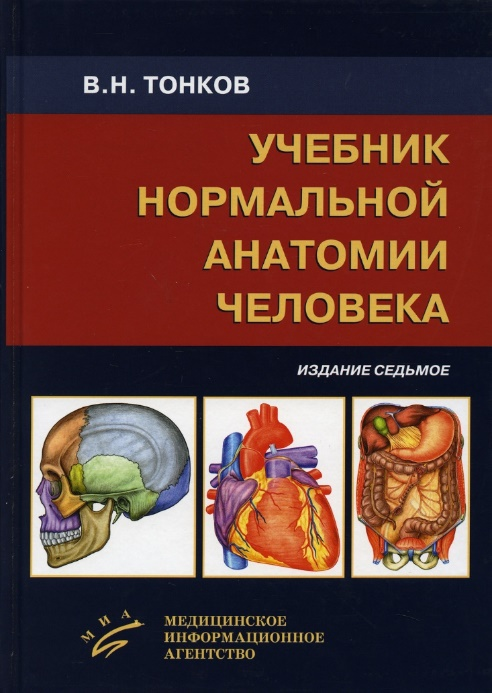 В.Н. ТОНКОВ
УЧЕБНИК
НОРМАЛЬНОЙ
АНАТОМИИ
ЧЕЛОВЕКА
ИЗДАНИЕ СЕДЬМОЕ
МИА
МЕДИЦИНСКОЕ
ИНФОРМАЦИОННОЕ
АГЕНТСТВО